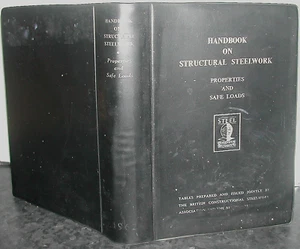 HANDBOOK
ON
STRUCTURAL
STEELWORK
Properties
and
Safe Loads
HANDBOOK
ON
STRUCTURAL STEELWORK
PROPERTIES
AND
SAFE LOADS
STEEL
TABLES PREPARED AND ISSUED JOINTLY BY
THE BRITISH CONSTRUCTIONAL STEELWORK
ASSOCIATION